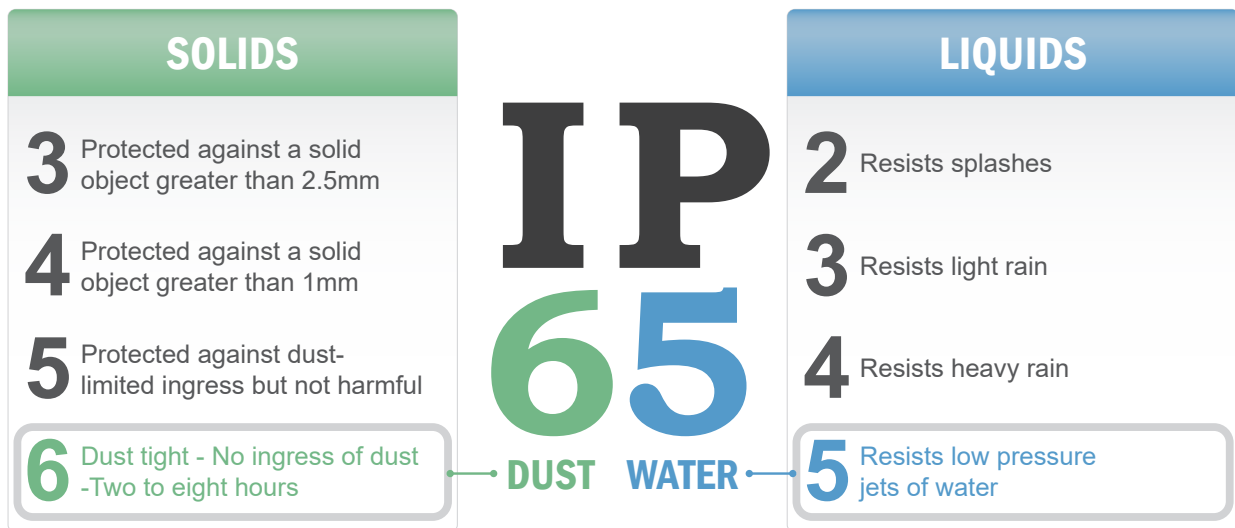 SOLIDS
3 Protected against a solid
object greater than 2.5mm
4 Protected against a solid
object greater than 1mm
5 Protected against dust-
limited ingress but not harmful
6 Dust tight - No ingress of dust
-Two to eight hours
IP
65
DUST WATER
LIQUIDS
2 Resists splashes
3 Resists light rain
4 Resists heavy rain
5 Resists low pressure
jets of water